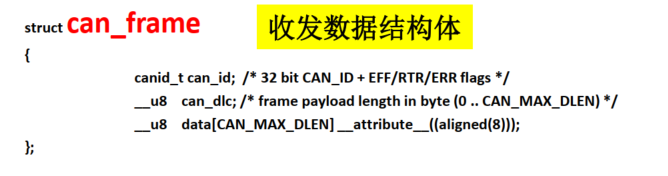 struct can_frame
收发数据结构体
{
canid_t can_id; /* 32 bit CAN_ID + EFF/RTR/ERR flags */
__u8 can_dlc; /* frame payload length in byte (0 .. CAN_MAX_DLEN) */
__u8 data[CAN_MAX_DLEN] __attribute__((aligned(8)));
};